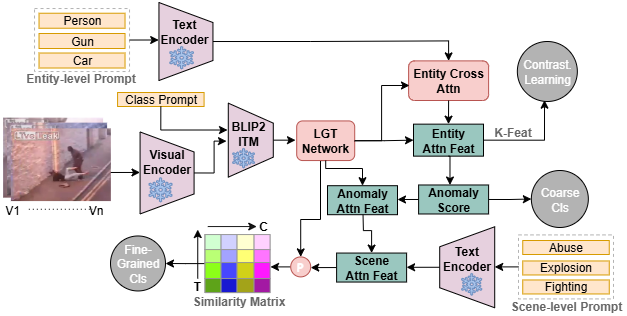 Person
Gun
Car
Entity-level Prompt
Text
Encoder
Entity Cross
Attn
Contrast.
Learning
Class Prompt
BLIP2
ITM
LGT
Network
Entity
Attn Feat
K-Feat
Live Leak
Visual
Encoder
V1
Vn
Anomaly
Attn Feat
Anomaly
Score
Coarse
Cls
C
T
Similarity Matrix
Fine-
Grained
Cls
P
Scene
Attn Feat
Text
Encoder
Abuse
Explosion
Fighting
Scene-level Prompt